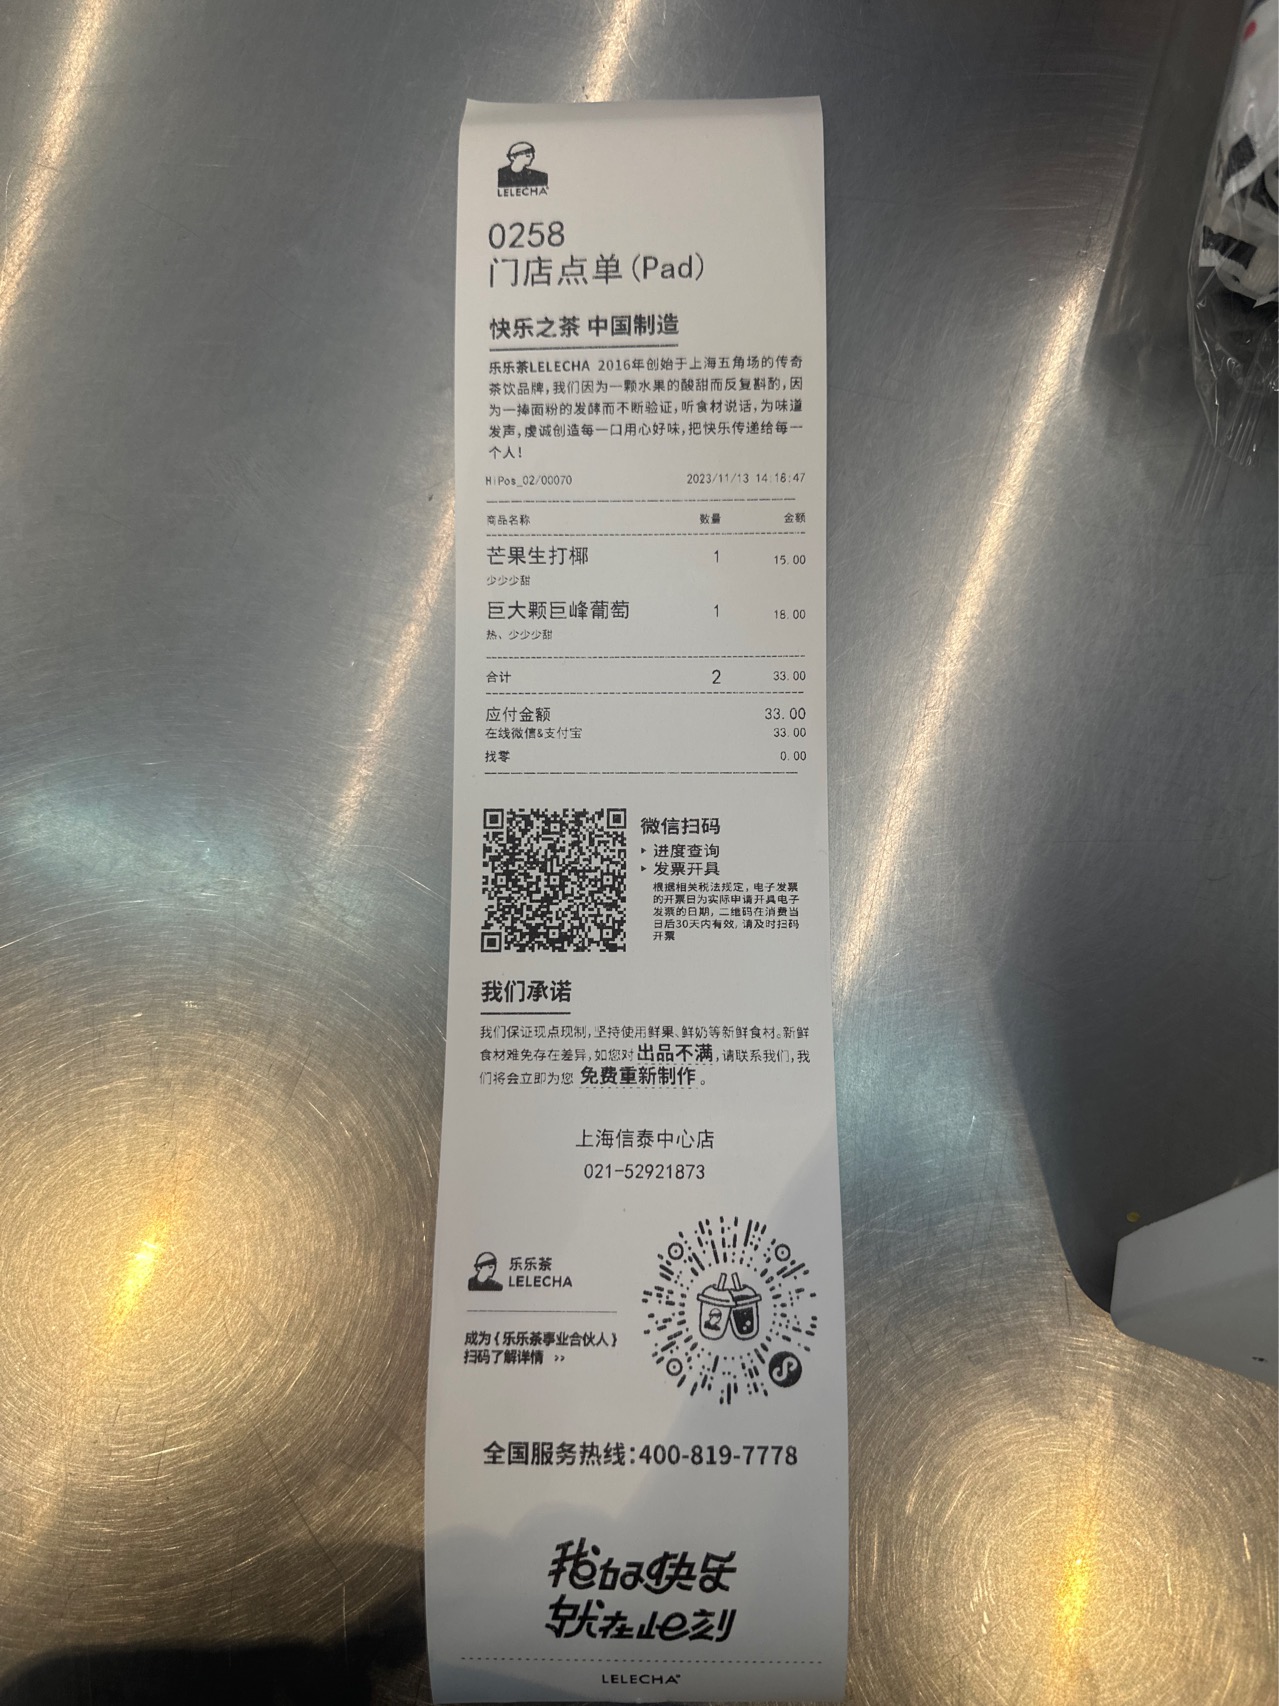 LELECHA
0258
门店点单(Pad)
快乐之茶 中国制造
乐乐茶LELECHA 2016年创始于上海五角场的传奇
茶饮品牌,我们因为一颗水果的酸甜而反复斟酌,因
为一捧面粉的发酵而不断验证,听食材说话,为味道
发声,虔诚创造每一口用心好味,把快乐传递给每一
个人!
HiPos_02/00070 2023/11/13 14:16:47
商品名称 数量 金额
芒果生打椰 1 15.00
少少少甜
巨大颗巨峰葡萄 1 18.00
热、少少少甜
合计 2 33.00
应付金额 33.00
在线微信&支付宝 33.00
找零 0.00
微信扫码
进度查询
发票开具
根据相关税法规定,电子发票
的开票日为实际申请开具电子
发票的日期,二维码在消费当
日后30天内有效,请及时扫码
开票
我们承诺
我们保证现点现制,坚持使用鲜果、鲜奶等新鲜食材。新鲜
食材难免存在差异,如您对出品不满,请联系我们,我
们将会立即为您 免费重新制作。
上海信泰中心店
021-52921873
乐乐茶
LELECHA
成为{乐乐茶事业合伙人}
扫码了解详情 >>
全国服务热线:400-819-7778
我的快乐
就在此刻
LELECHA